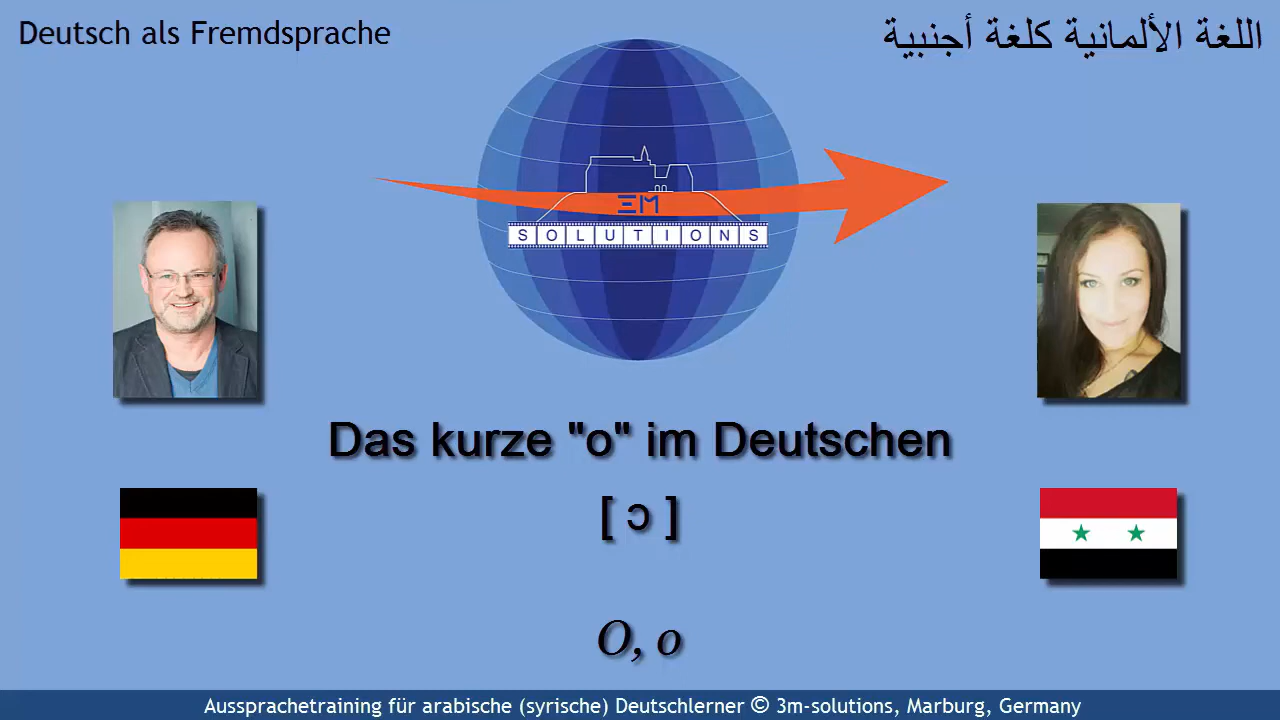 Deutsch als Fremdsprache
اللغة الألمانية كلغة أجنبية
3M
SOLUTIONS
Das kurze "o" im Deutschen
[ ɔ ]
O, o
Aussprachetraining für arabische (syrische) Deutschlerner © 3m-solutions, Marburg, Germany